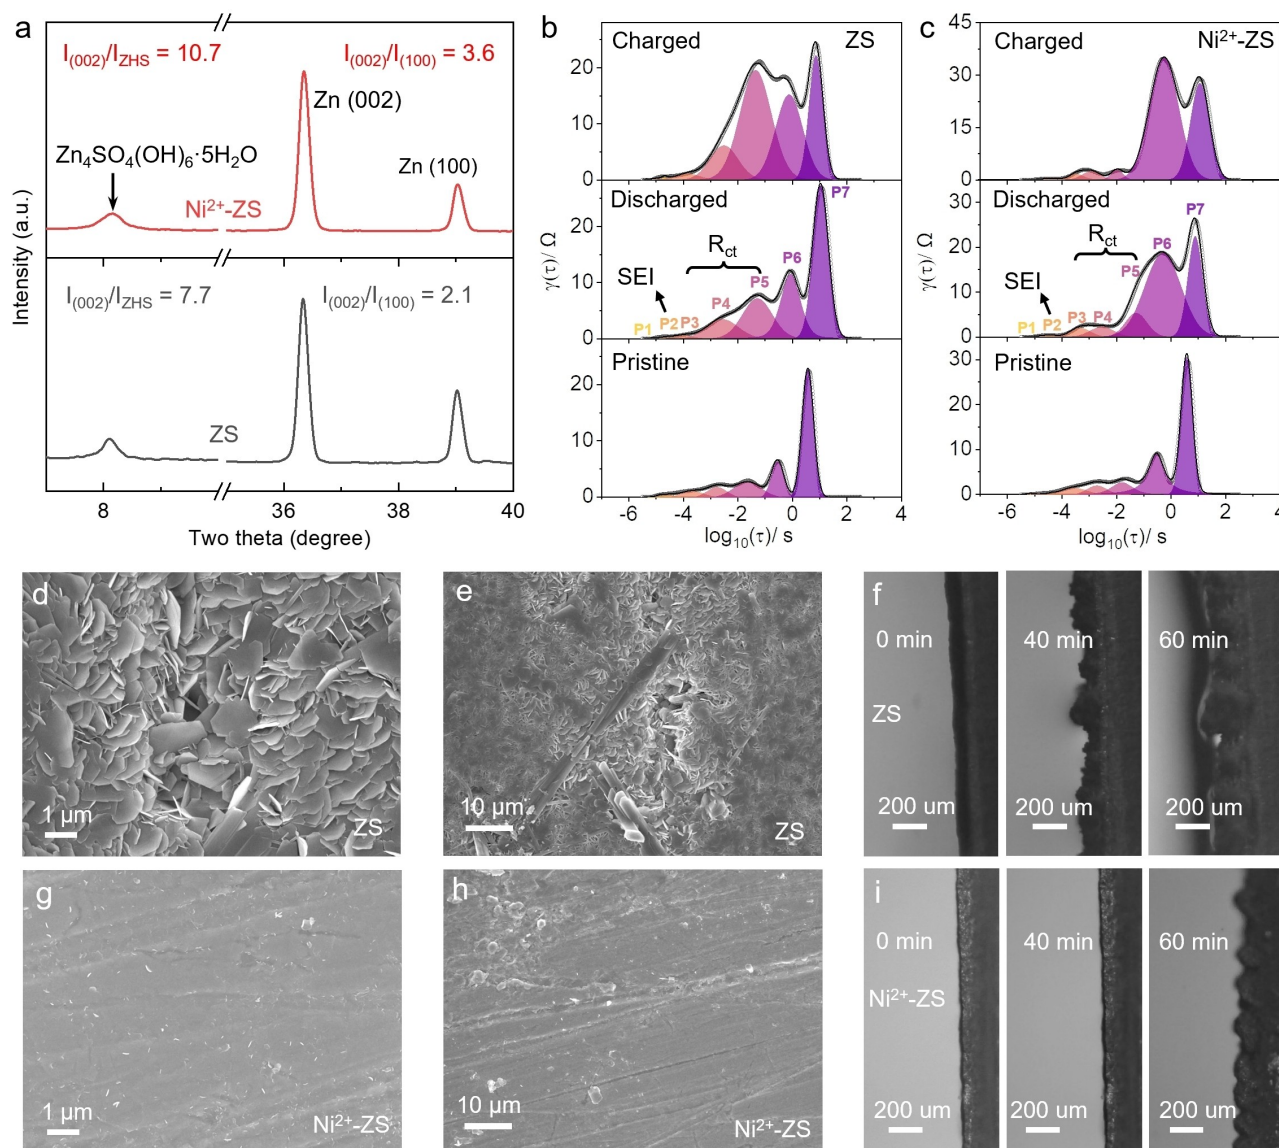 a
I(002)/IZHS = 10.7
I(002)/I(100) = 3.6
Zn (002)
Zn4SO4(OH)6·5H2O
Zn (100)
Ni2+-ZS
I(002)/IZHS = 7.7
I(002)/I(100) = 2.1
ZS
Intensity (a.u.)
8 36 38 40
Two theta (degree)
b
Charged ZS
20
10
0
Discharged
P7
Rct
P6
SEI
P5
P4
P1 P2 P3
20
10
0
γ(τ)/ Ω
Pristine
20
10
0
-6 -4 -2 0 2 4
log10(τ)/ s
c
45
Charged Ni2+-ZS
30
15
0
Discharged
30
P7
Rct
P6
P5
20
SEI
P1 P2 P3 P4
10
0
γ(τ)/ Ω
Pristine
30
20
10
0
-6 -4 -2 0 2
log10(τ)/ s
d
1 µm
ZS
e
10 µm
ZS
f
0 min 40 min 60 min
ZS
200 um 200 um 200 um
g
1 µm
Ni2+-ZS
h
10 µm
Ni2+-ZS
i
0 min 40 min 60 min
Ni2+-ZS
200 um 200 um 200 um